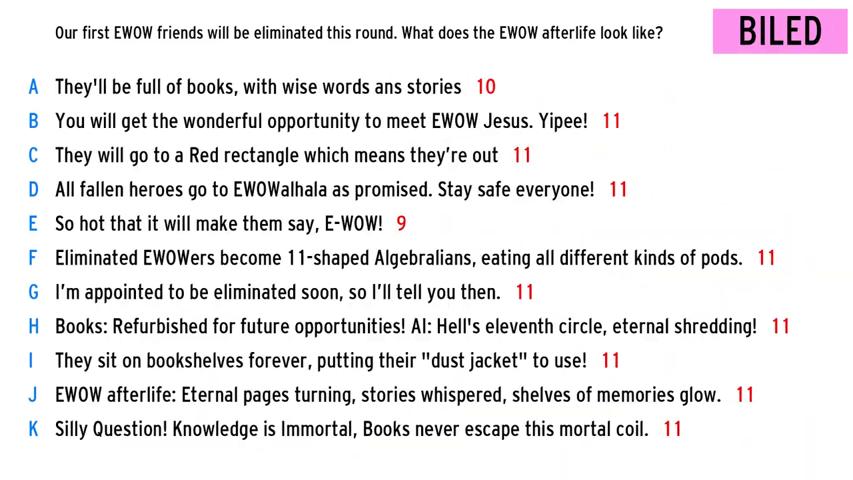 Our first EWOW friends will be eliminated this round. What does the EWOW afterlife look like?
BILED
A They'll be full of books, with wise words ans stories 10
B You will get the wonderful opportunity to meet EWOW Jesus. Yipee! 11
C They will go to a Red rectangle which means they’re out 11
D All fallen heroes go to EWOWalhala as promised. Stay safe everyone! 11
E So hot that it will make them say, E-WOW! 9
F Eliminated EWOWers become 11-shaped Algebralians, eating all different kinds of pods. 11
G I’m appointed to be eliminated soon, so I’ll tell you then. 11
H Books: Refurbished for future opportunities! AI: Hell's eleventh circle, eternal shredding! 11
I They sit on bookshelves forever, putting their "dust jacket" to use! 11
J EWOW afterlife: Eternal pages turning, stories whispered, shelves of memories glow. 11
K Silly Question! Knowledge is Immortal, Books never escape this mortal coil. 11